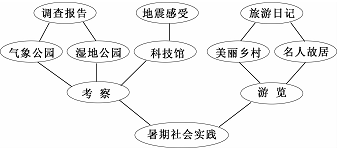 调查报告 地震感受 旅游日记
气象公园 湿地公园 科技馆 美丽乡村 名人故居
考察 游览
暑期社会实践